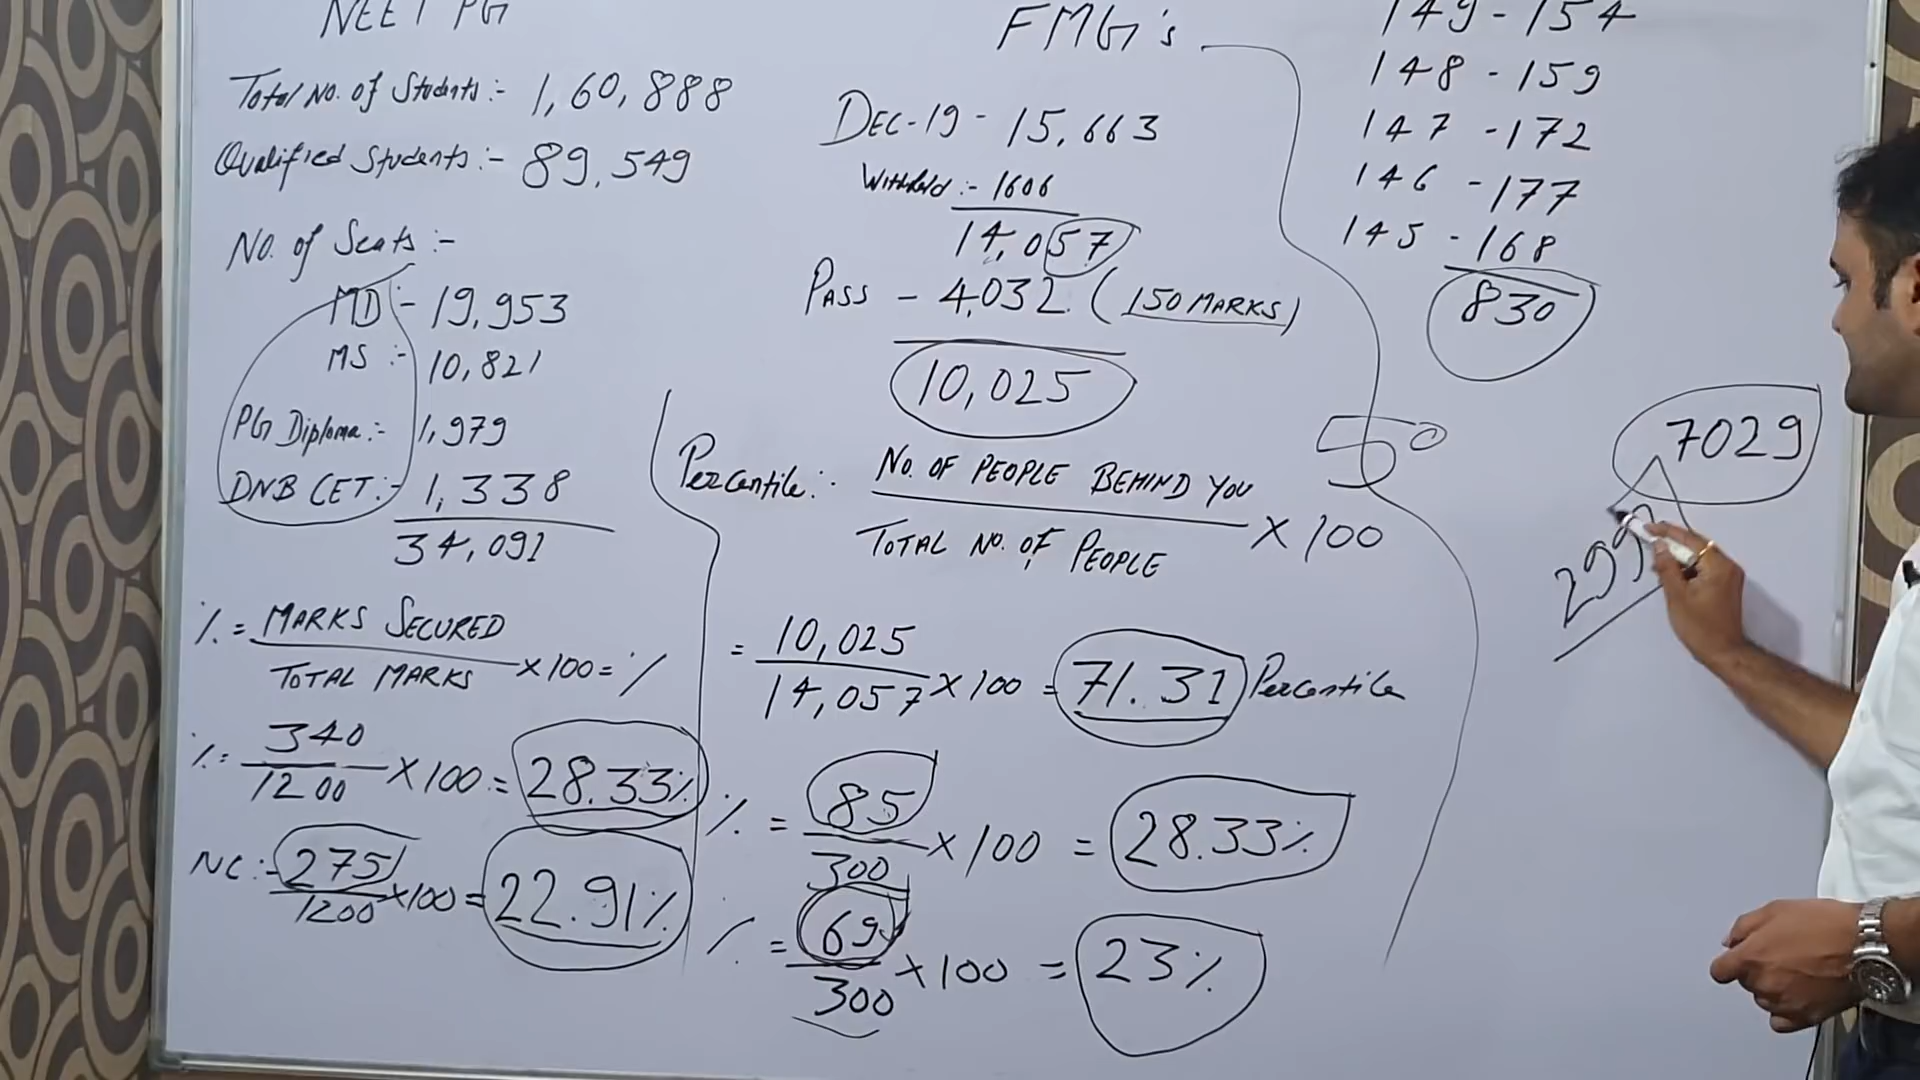 NEET PG
Total No. of Students :- 1,60,888
Qualified Students :- 89,549
No. of Seats :-
MD :- 19,953
MS :- 10,821
PG Diploma :- 1,979
DNB CET :- 1,338
34,091
% = MARKS SECURED
TOTAL MARKS
X 100 = %
% = 340
1200
X 100 = 28.33%
NC :- 275
1200
X 100 = 22.91%
FMG's
DEC-19 - 15,663
Withheld :- 1606
14,057
PASS - 4,032 (150 MARKS)
10,025
Percentile :- NO. OF PEOPLE BEHIND YOU
TOTAL NO. OF PEOPLE
X 100
= 10,025
14,057
X 100 = 71.31 Percentile
% = 85
300
X 100 = 28.33%
% = 69
300
X 100 = 23%
50
149 - 154
148 - 159
147 - 172
146 - 177
145 - 168
830
7029